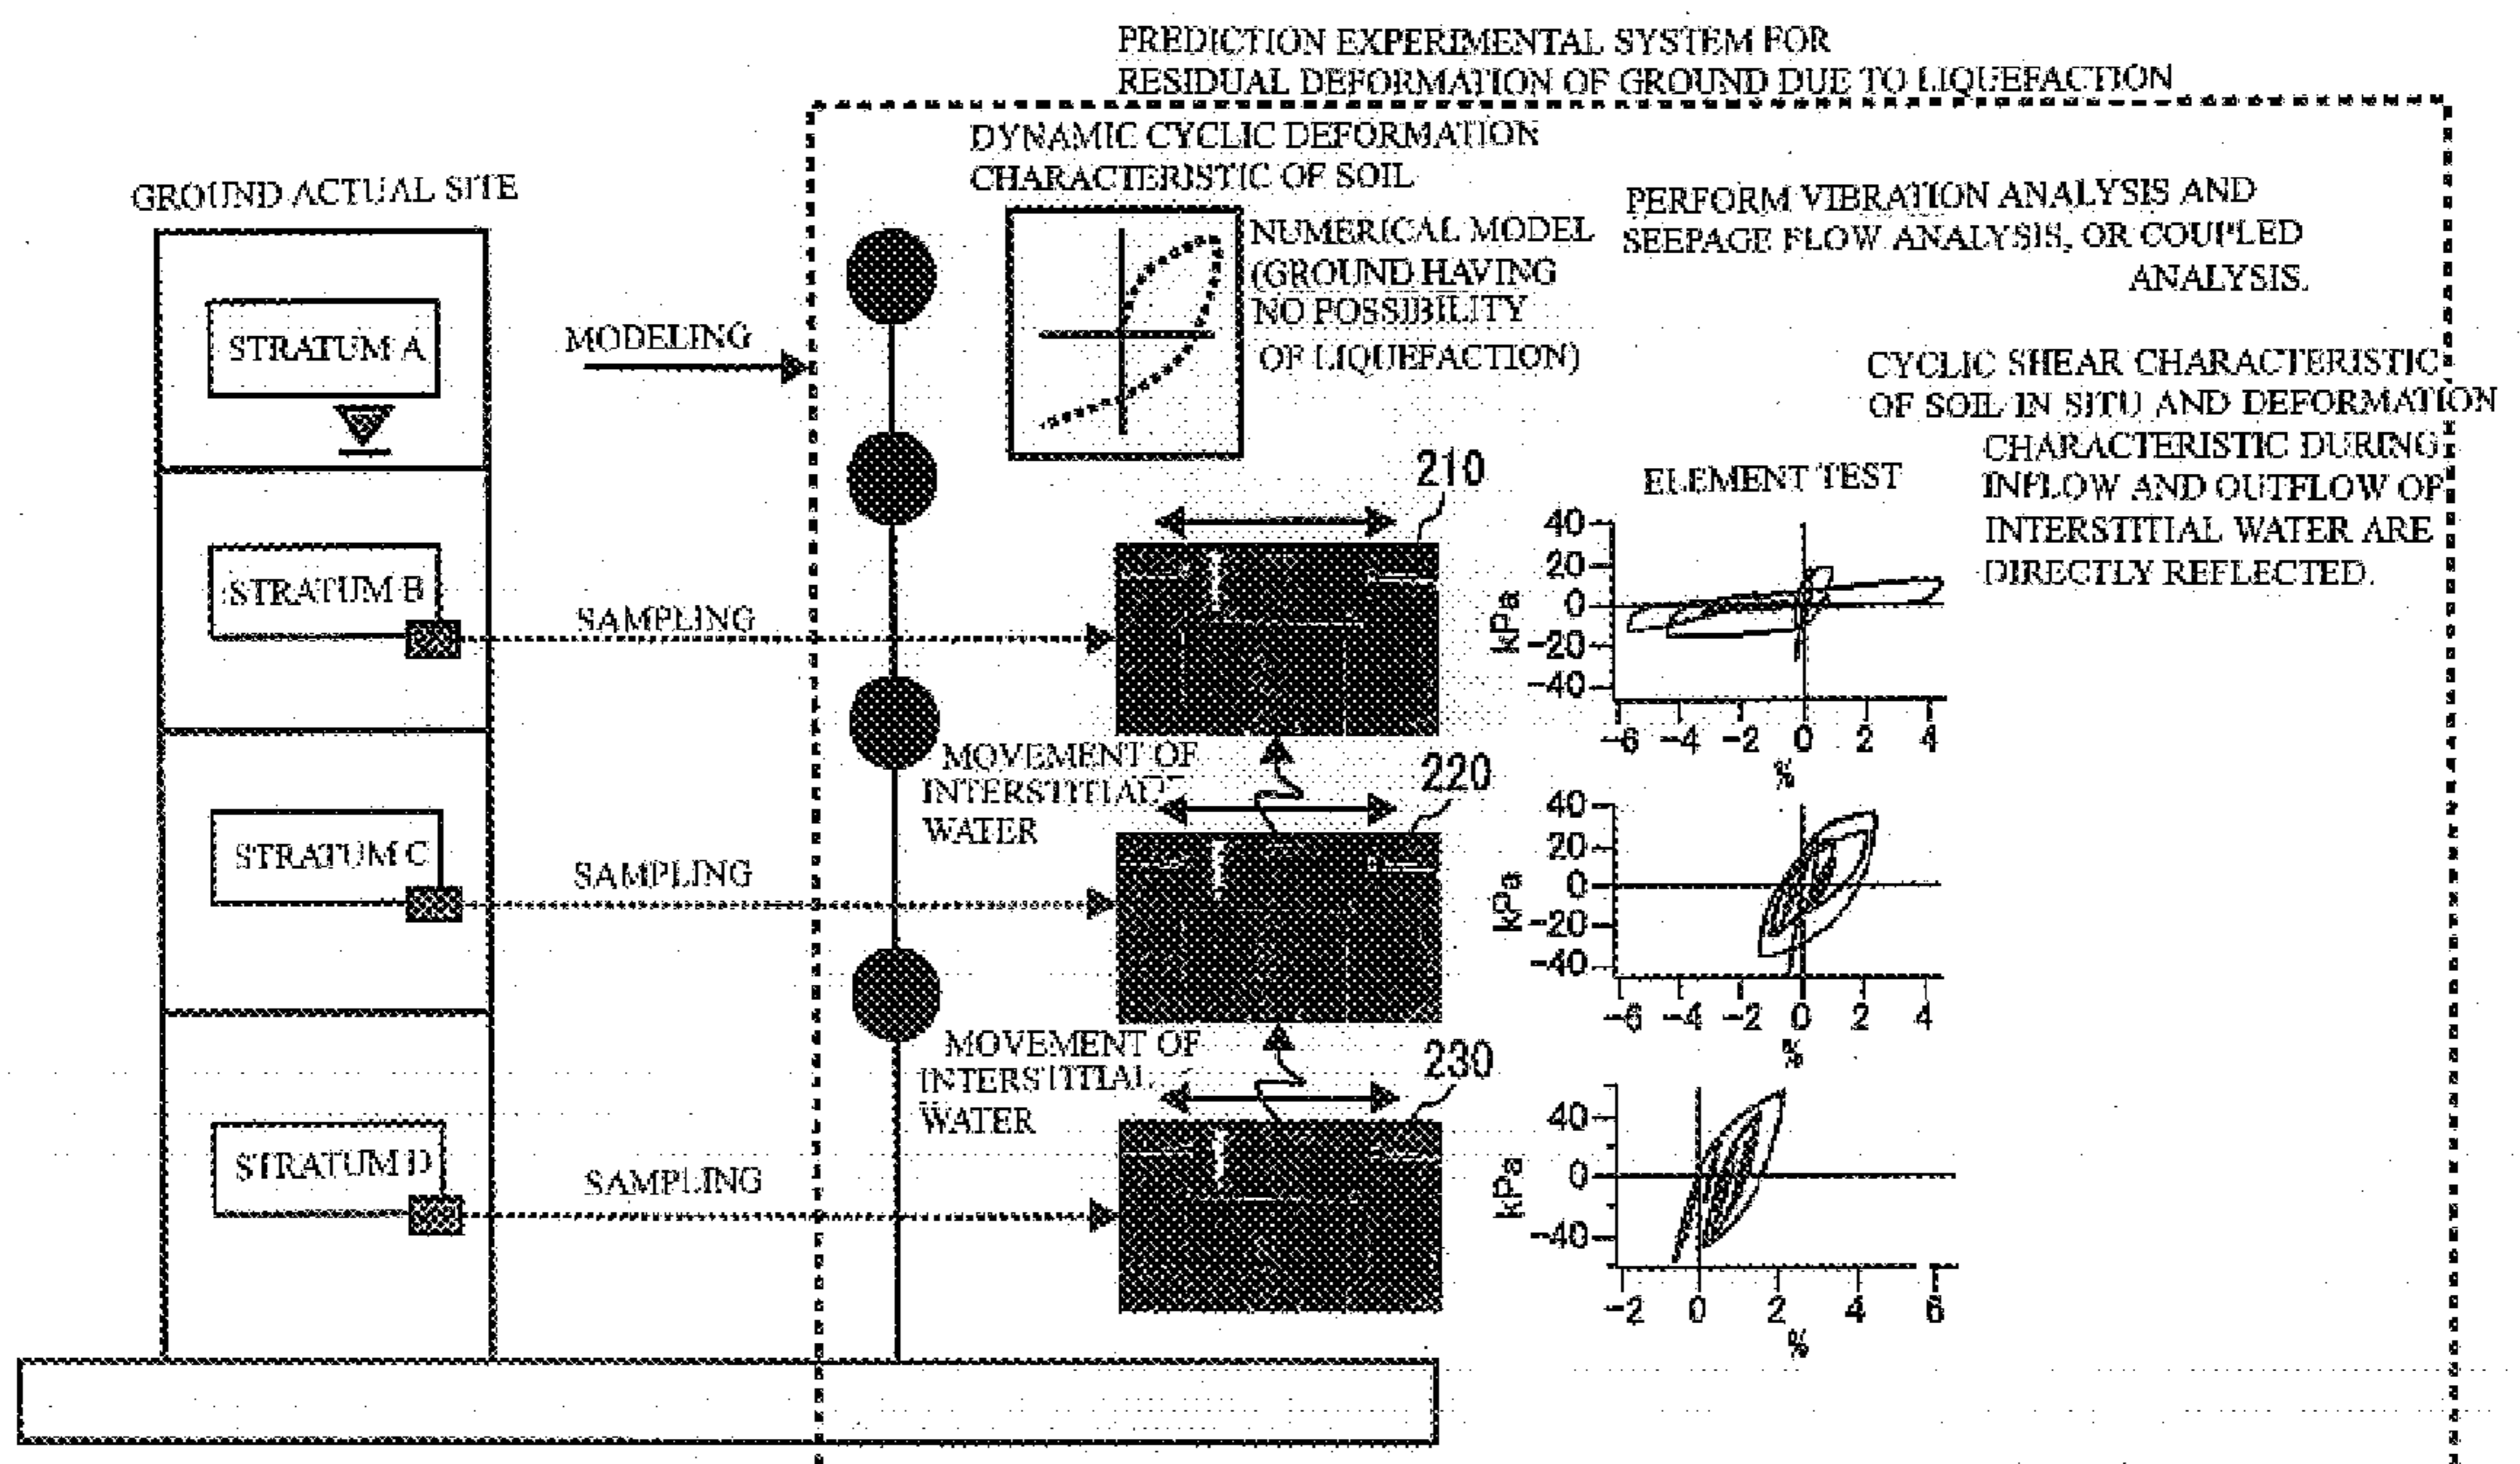 PREDICTION EXPERIMENTAL SYSTEM FOR
RESIDUAL DEFORMATION OF GROUND DUE TO LIQUEFACTION
GROUND ACTUAL SITE
STRATUM A
STRATUM B
STRATUM C
STRATUM D
MODELING
SAMPLING
SAMPLING
SAMPLING
DYNAMIC CYCLIC DEFORMATION
CHARACTERISTIC OF SOIL
NUMERICAL MODEL
(GROUND HAVING
NO POSSIBILITY
OF LIQUEFACTION)
PERFORM VIBRATION ANALYSIS AND
SEEPAGE FLOW ANALYSIS, OR COUPLED
ANALYSIS.
CYCLIC SHEAR CHARACTERISTIC
OF SOIL IN SITU AND DEFORMATION
CHARACTERISTIC DURING
INFLOW AND OUTFLOW OF
INTERSTITIAL WATER ARE
DIRECTLY REFLECTED.
210
MOVEMENT OF
INTERSTITIAL
WATER
220
MOVEMENT OF
INTERSTITIAL
WATER
230
ELEMENT TEST
40
20
0
-20
-40
kPa
-6 -4 -2 0 2 4
%
40
20
0
-20
-40
kPa
-6 -4 -2 0 2 4
%
40
0
-40
kPa
-2 0 2 4 6
%